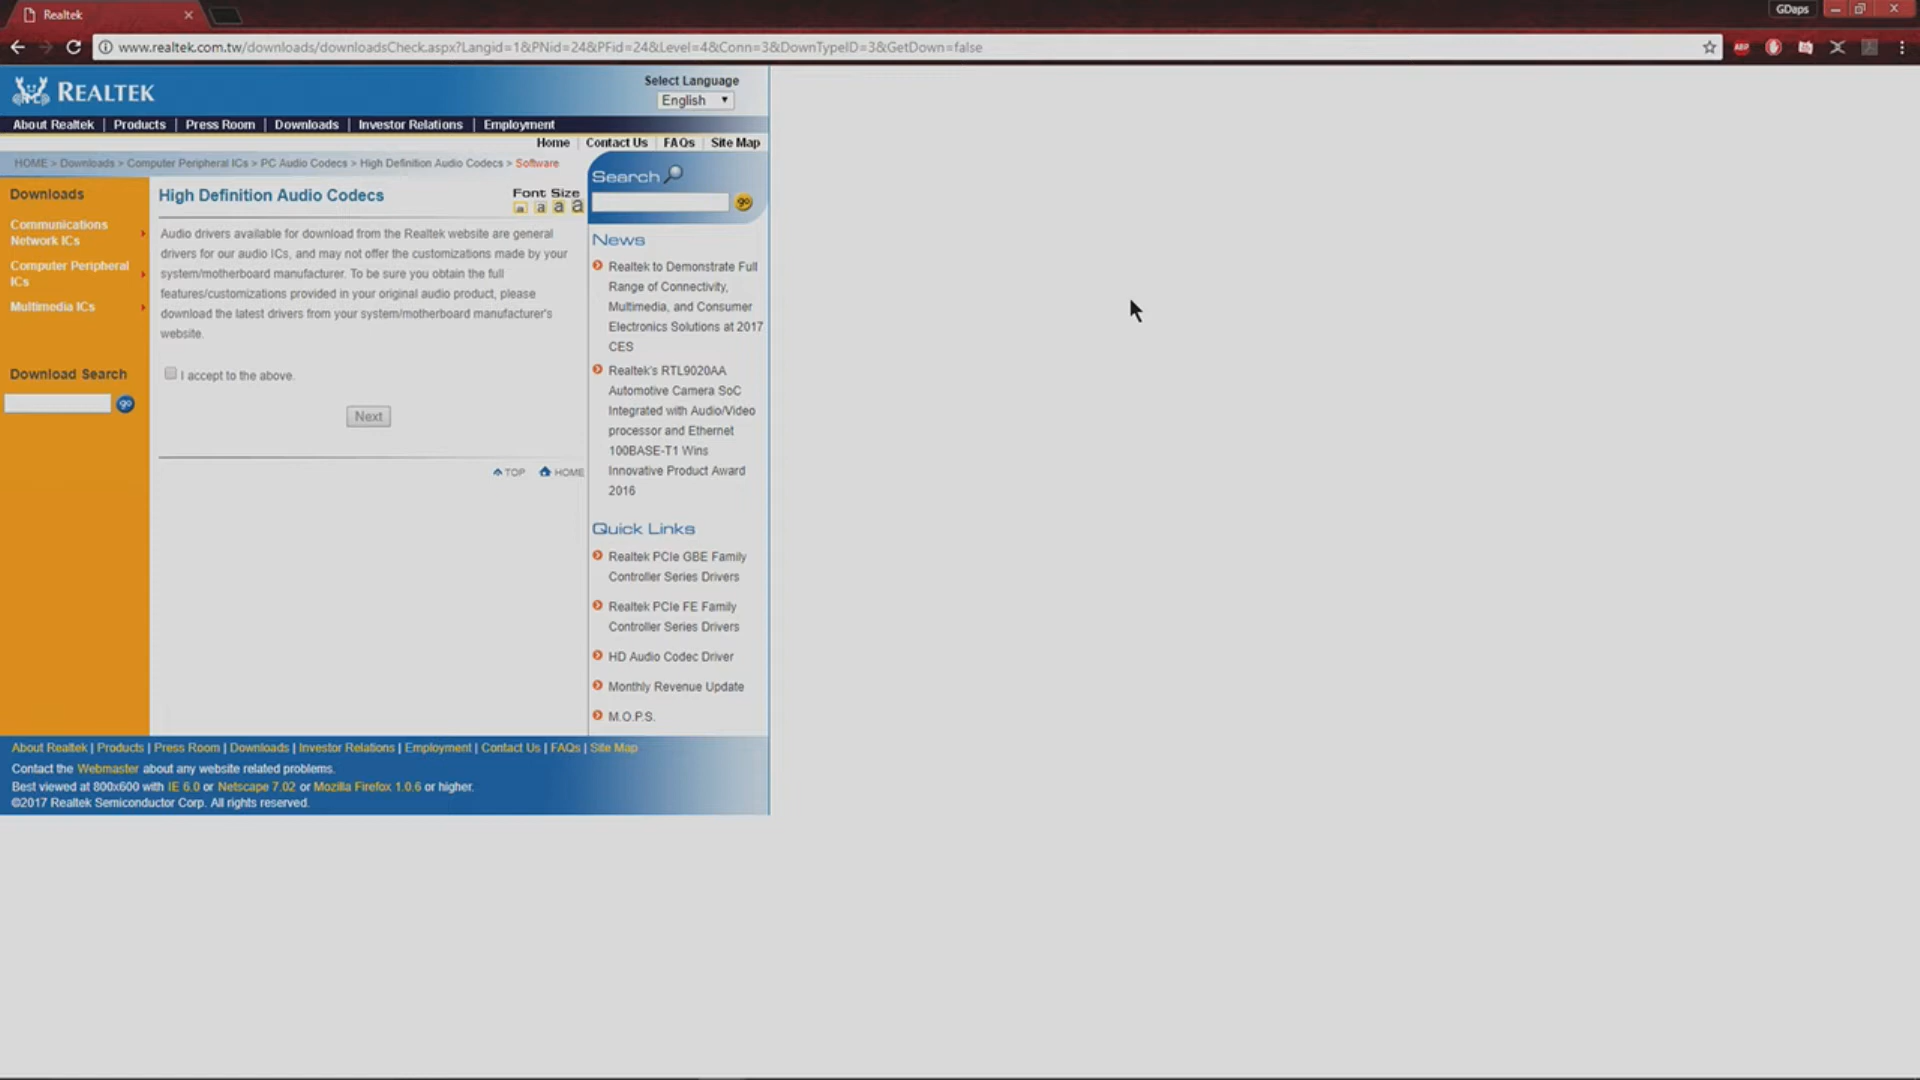 Realtek
GDaps
www.realtek.com.tw/downloads/downloadsCheck.aspx?Langid=1&PNid=24&PFid=24&Level=4&Conn=3&DownTypeID=3&GetDown=false
ABP
REALTEK
Select Language
English
About Realtek | Products | Press Room | Downloads | Investor Relations | Employment
Home | Contact Us | FAQs | Site Map
HOME > Downloads > Computer Peripheral ICs > PC Audio Codecs > High Definition Audio Codecs > Software
Downloads
Communications
Network ICs
Computer Peripheral
ICs
Multimedia ICs
Download Search
go
High Definition Audio Codecs
Font Size
a a a a
Audio drivers available for download from the Realtek website are general
drivers for our audio ICs, and may not offer the customizations made by your
system/motherboard manufacturer. To be sure you obtain the full
features/customizations provided in your original audio product, please
download the latest drivers from your system/motherboard manufacturer's
website.
I accept to the above.
Next
TOP HOME
Search
go
News
Realtek to Demonstrate Full
Range of Connectivity,
Multimedia, and Consumer
Electronics Solutions at 2017
CES
Realtek's RTL9020AA
Automotive Camera SoC
Integrated with Audio/Video
processor and Ethernet
100BASE-T1 Wins
Innovative Product Award
2016
Quick Links
Realtek PCIe GBE Family
Controller Series Drivers
Realtek PCIe FE Family
Controller Series Drivers
HD Audio Codec Driver
Monthly Revenue Update
M.O.P.S.
About Realtek | Products | Press Room | Downloads | Investor Relations | Employment | Contact Us | FAQs | Site Map
Contact the Webmaster about any website related problems.
Best viewed at 800x600 with IE 6.0 or Netscape 7.02 or Mozilla Firefox 1.0.6 or higher.
©2017 Realtek Semiconductor Corp. All rights reserved.